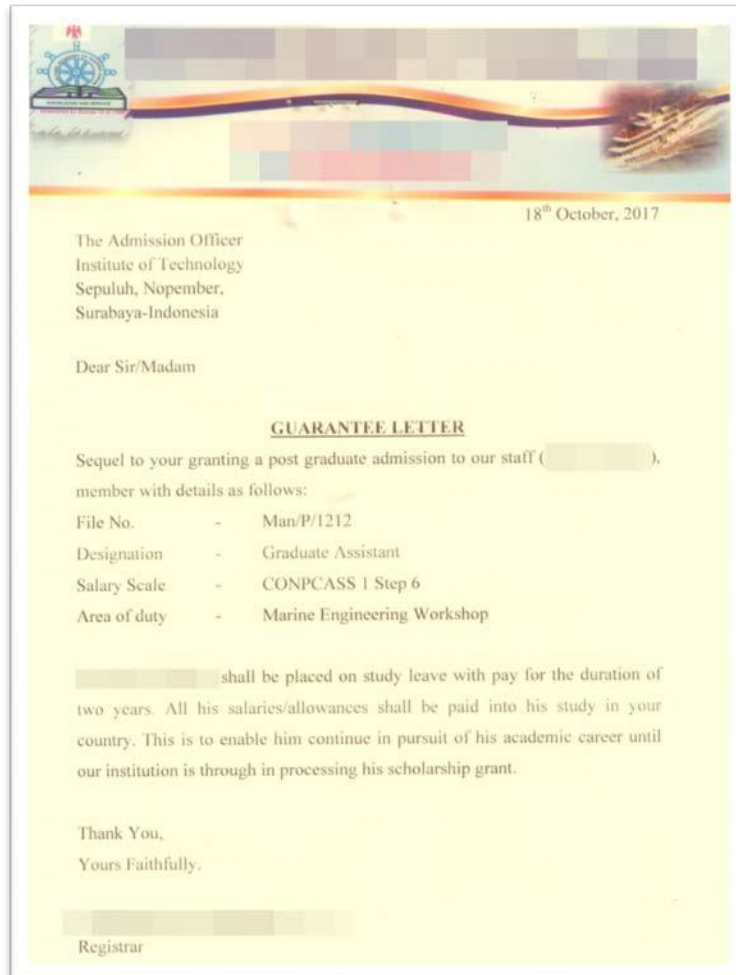 18th October, 2017
The Admission Officer
Institute of Technology
Sepuluh, Nopember,
Surabaya-Indonesia
Dear Sir/Madam
GUARANTEE LETTER
Sequel to your granting a post graduate admission to our staff ( ),
member with details as follows:
File No. - Man/P/1212
Designation - Graduate Assistant
Salary Scale - CONPCASS 1 Step 6
Area of duty - Marine Engineering Workshop
shall be placed on study leave with pay for the duration of
two years. All his salaries/allowances shall be paid into his study in your
country. This is to enable him continue in pursuit of his academic career until
our institution is through in processing his scholarship grant.
Thank You,
Yours Faithfully.
Registrar